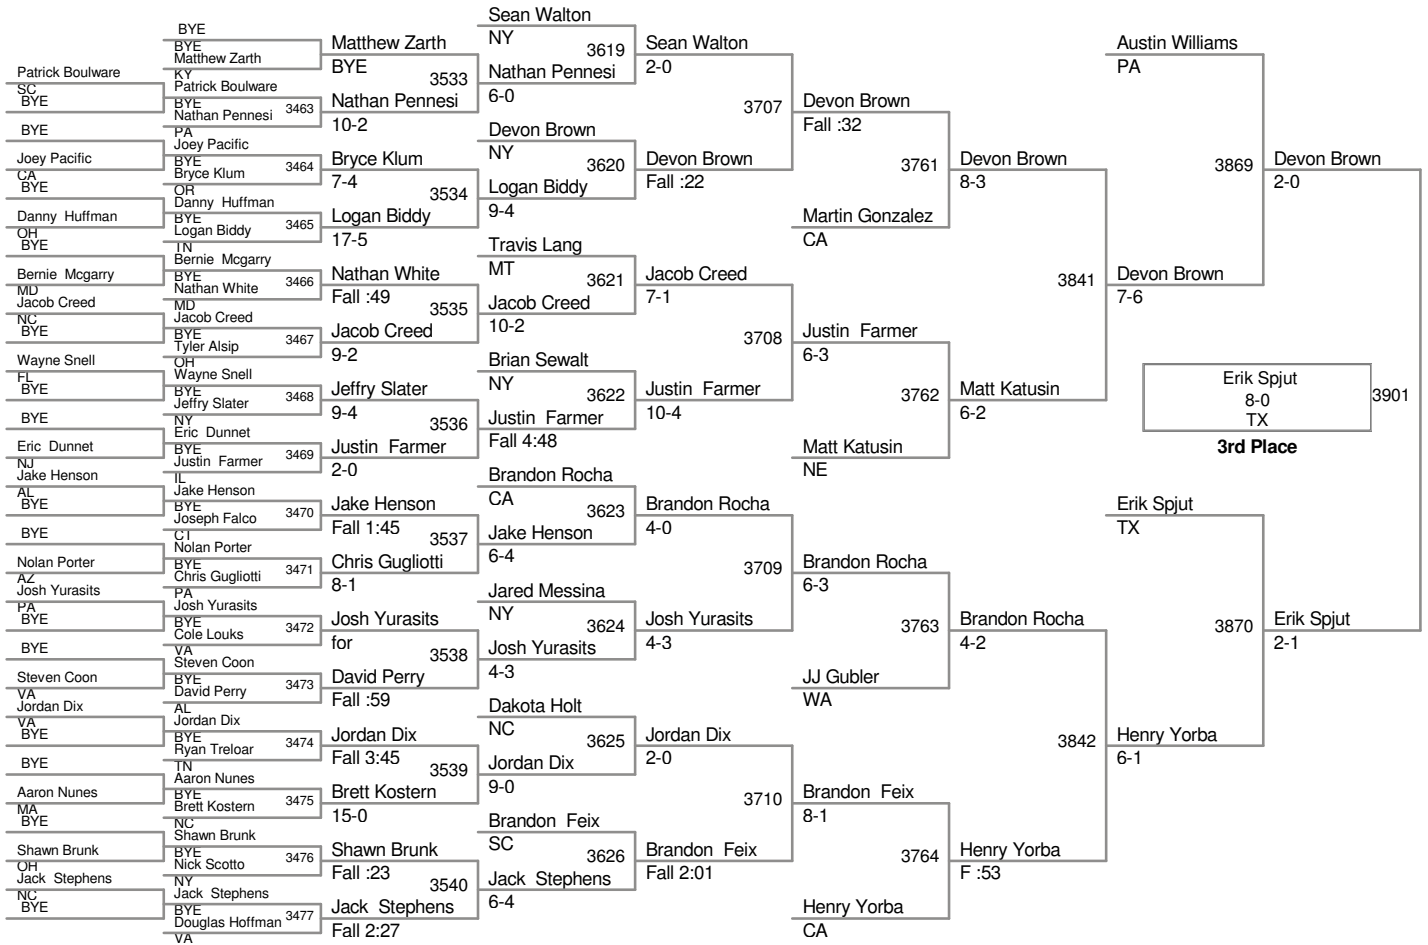 Patrick Boulware
SC
BYE
BYE
Joey Pacific
CA
BYE
Danny Huffman
OH
BYE
Bernie Mcgarry
MD
Jacob Creed
NC
BYE
Wayne Snell
FL
BYE
BYE
Eric Dunnet
NJ
Jake Henson
AL
BYE
BYE
Nolan Porter
AZ
Josh Yurasits
PA
BYE
BYE
Steven Coon
VA
Jordan Dix
VA
BYE
BYE
Aaron Nunes
MA
BYE
Shawn Brunk
OH
Jack Stephens
NC
BYE
BYE
BYE
Matthew Zarth
KY
Patrick Boulware
BYE
3463
Nathan Pennesi
PA
Joey Pacific
BYE
3464
Bryce Klum
OR
Danny Huffman
BYE
3465
Logan Biddy
TN
Bernie Mcgarry
BYE
3466
Nathan White
MD
Jacob Creed
BYE
3467
Tyler Alsip
OH
Wayne Snell
BYE
3468
Jeffry Slater
NY
Eric Dunnet
BYE
3469
Justin Farmer
IL
Jake Henson
BYE
3470
Joseph Falco
CT
Nolan Porter
BYE
3471
Chris Gugliotti
PA
Josh Yurasits
BYE
3472
Cole Louks
VA
Steven Coon
BYE
3473
David Perry
AL
Jordan Dix
BYE
3474
Ryan Treloar
TN
Aaron Nunes
BYE
3475
Brett Kostern
NC
Shawn Brunk
BYE
3476
Nick Scotto
NY
Jack Stephens
BYE
3477
Douglas Hoffman
VA
Matthew Zarth
BYE
3533
Nathan Pennesi
10-2
Bryce Klum
7-4
3534
Logan Biddy
17-5
Nathan White
Fall :49
3535
Jacob Creed
9-2
Jeffry Slater
9-4
3536
Justin Farmer
2-0
Jake Henson
Fall 1:45
3537
Chris Gugliotti
8-1
Josh Yurasits
for
3538
David Perry
Fall :59
Jordan Dix
Fall 3:45
3539
Brett Kostern
15-0
Shawn Brunk
Fall :23
3540
Jack Stephens
Fall 2:27
Sean Walton
NY
3619
Nathan Pennesi
6-0
Devon Brown
NY
3620
Logan Biddy
9-4
Travis Lang
MT
3621
Jacob Creed
10-2
Brian Sewalt
NY
3622
Justin Farmer
Fall 4:48
Brandon Rocha
CA
3623
Jake Henson
6-4
Jared Messina
NY
3624
Josh Yurasits
4-3
Dakota Holt
NC
3625
Jordan Dix
9-0
Brandon Feix
SC
3626
Jack Stephens
6-4
Sean Walton
2-0
3707
Devon Brown
Fall :22
Jacob Creed
7-1
3708
Justin Farmer
10-4
Brandon Rocha
4-0
3709
Josh Yurasits
4-3
Jordan Dix
2-0
3710
Brandon Feix
Fall 2:01
Devon Brown
Fall :32
3761
Martin Gonzalez
CA
Justin Farmer
6-3
3762
Matt Katusin
NE
Brandon Rocha
6-3
3763
JJ Gubler
WA
Brandon Feix
8-1
3764
Henry Yorba
CA
Devon Brown
8-3
3841
Matt Katusin
6-2
Brandon Rocha
4-2
3842
Henry Yorba
F :53
Austin Williams
PA
3869
Devon Brown
7-6
Erik Spjut
TX
3870
Henry Yorba
6-1
Devon Brown
2-0
Erik Spjut
8-0
TX
3901
3rd Place
Erik Spjut
2-1